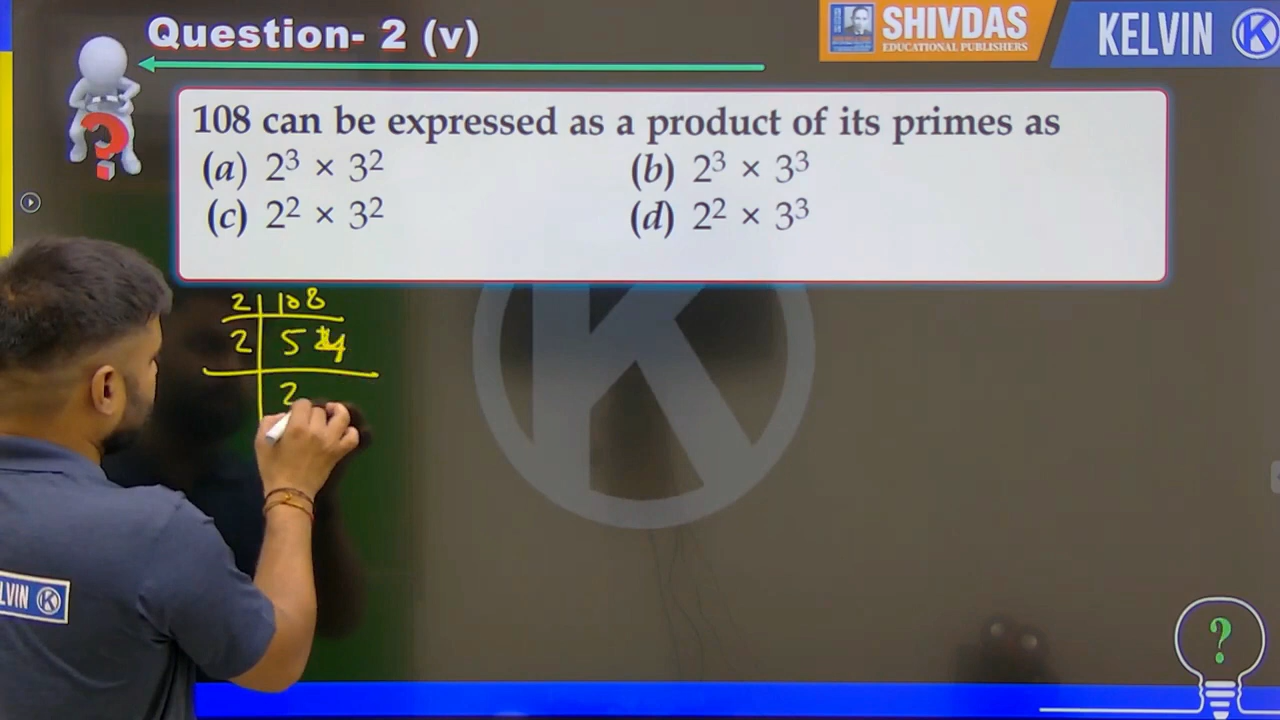 Question- 2 (v)
SHIVDAS
EDUCATIONAL PUBLISHERS
KELVIN K
108 can be expressed as a product of its primes as
(a) 2³ × 3² (b) 2³ × 3³
(c) 2² × 3² (d) 2² × 3³
2 108
2 54
2
K
LVIN K
?
?